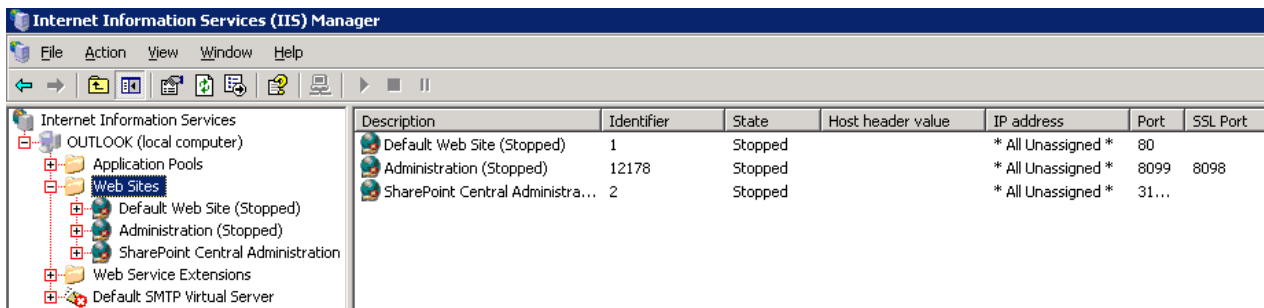 Internet Information Services (IIS) Manager
File Action View Window Help
Internet Information Services
OUTLOOK (local computer)
Application Pools
Web Sites
Default Web Site (Stopped)
Administration (Stopped)
SharePoint Central Administration
Web Service Extensions
Default SMTP Virtual Server
Description Identifier State Host header value IP address Port SSL Port
Default Web Site (Stopped) 1 Stopped * All Unassigned * 80
Administration (Stopped) 12178 Stopped * All Unassigned * 8099 8098
SharePoint Central Administra... 2 Stopped * All Unassigned * 31...